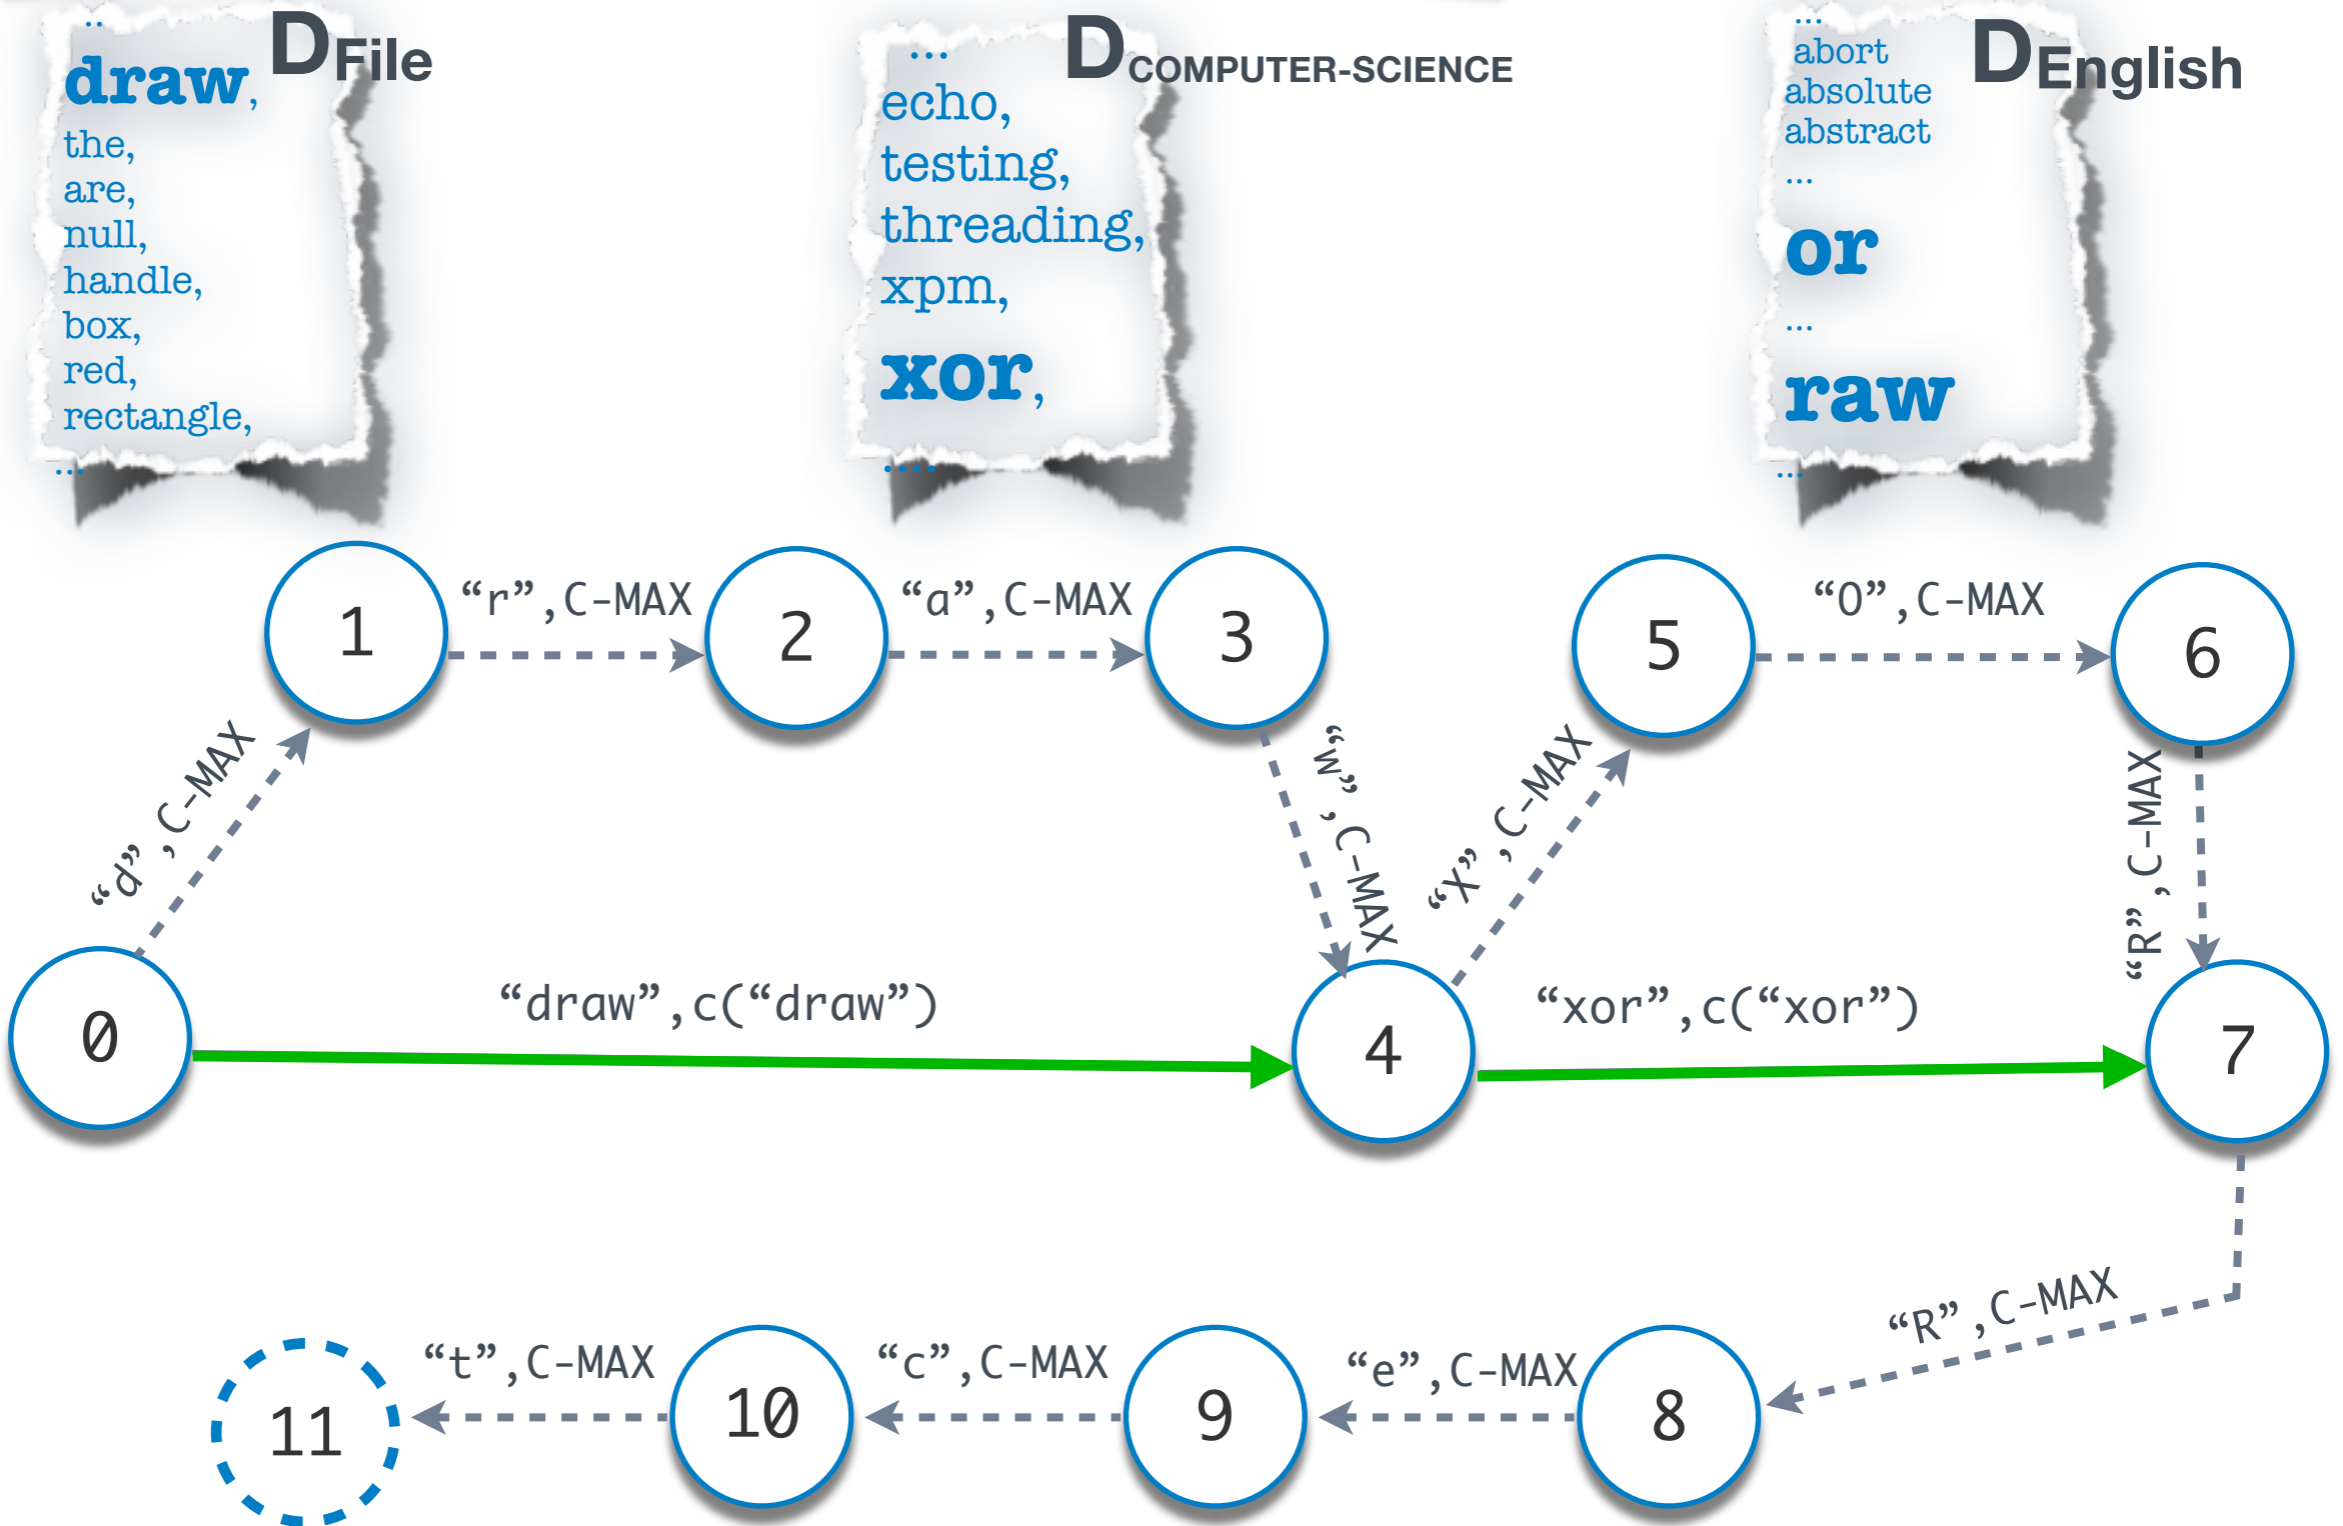 ..
draw,
DFile
the,
are,
null,
handle,
box,
red,
rectangle,
...
...
DCOMPUTER-SCIENCE
echo,
testing,
threading,
xpm,
xor,
....
...
abort
DEnglish
absolute
abstract
...
or
...
raw
...
1
“r”,C-MAX
2
“a”,C-MAX
3
5
“O”,C-MAX
6
“d”,C-MAX
“w”,C-MAX
“X”,C-MAX
“R”,C-MAX
0
“draw”,c(“draw”)
4
“xor”,c(“xor”)
7
“R”,C-MAX
11
“t”,C-MAX
10
“c”,C-MAX
9
“e”,C-MAX
8